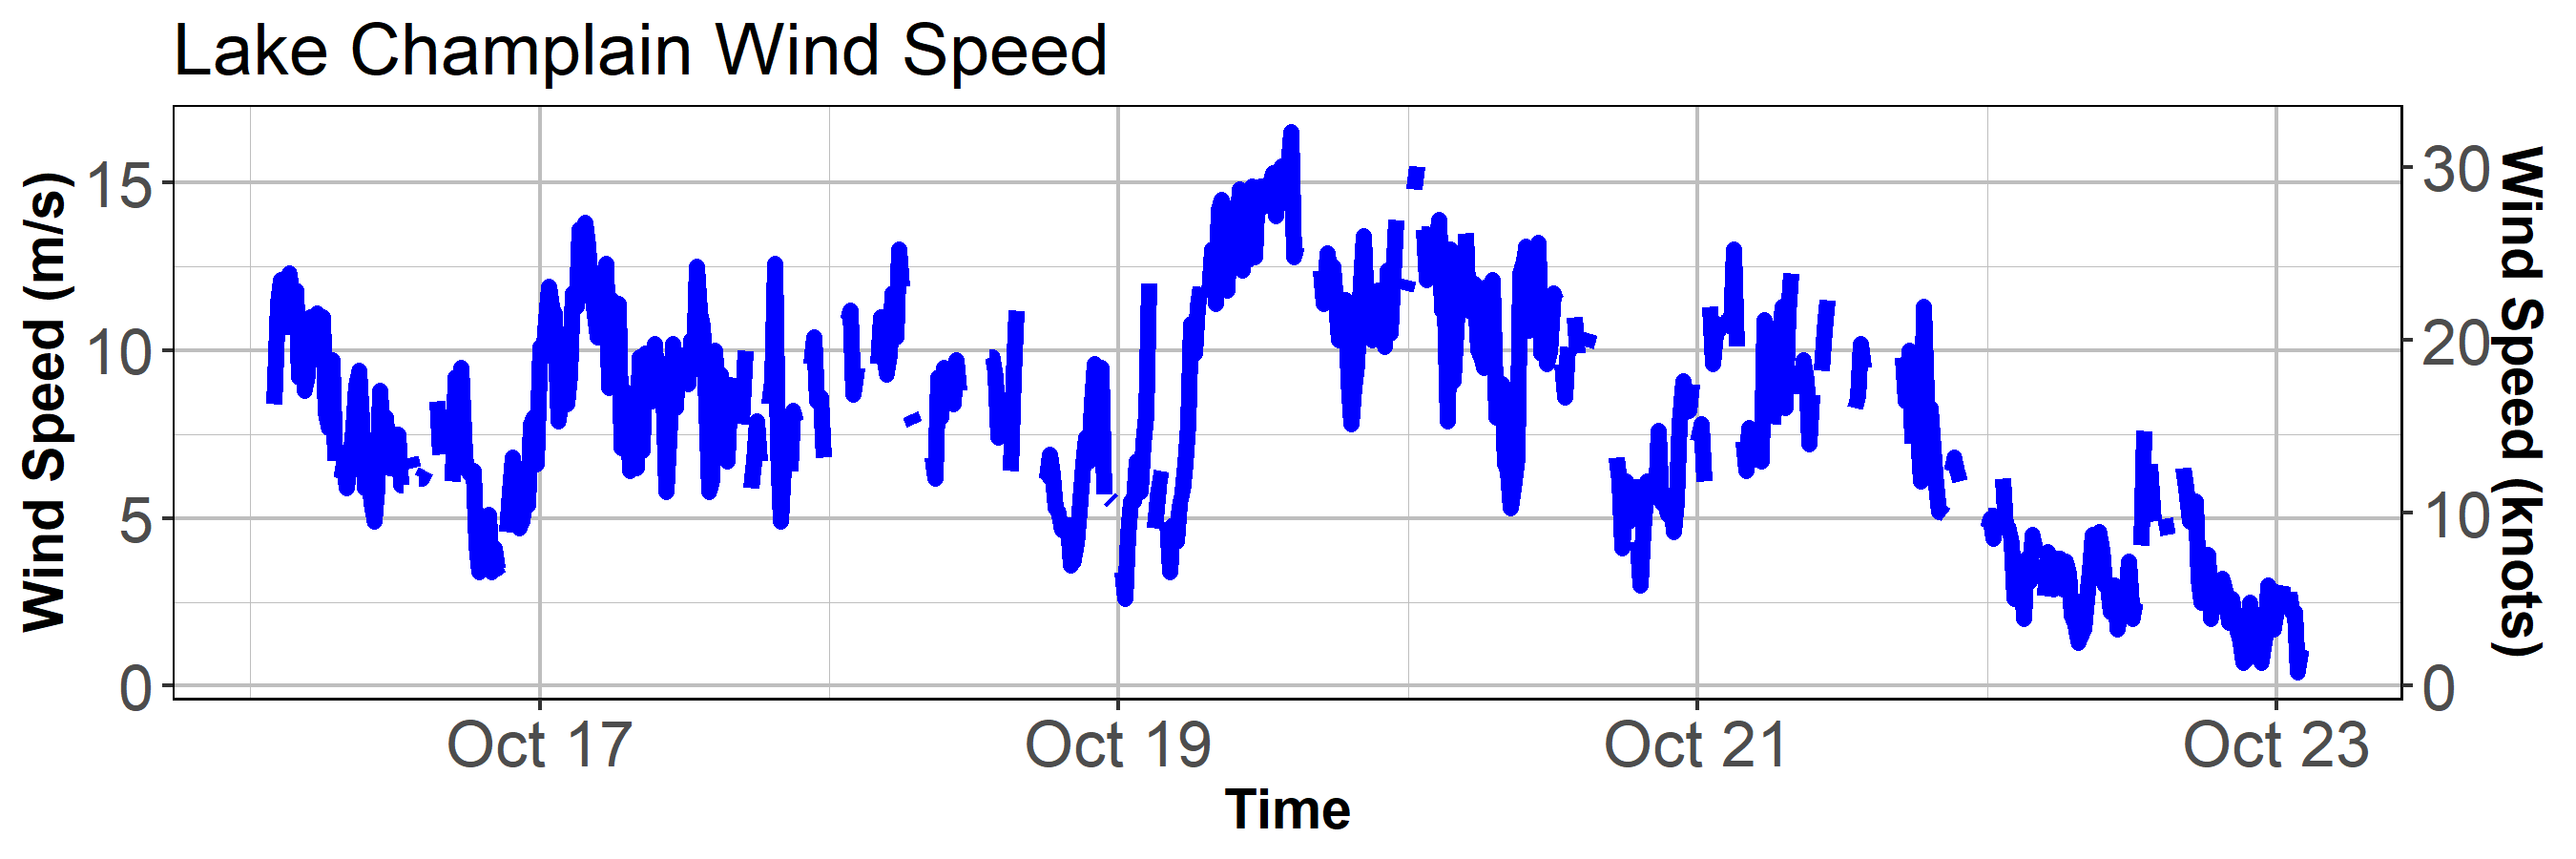 Lake Champlain Wind Speed
Wind Speed (m/s)
15
10
5
0
30
20
10
0
Wind Speed (knots)
Oct 17
Oct 19
Oct 21
Oct 23
Time